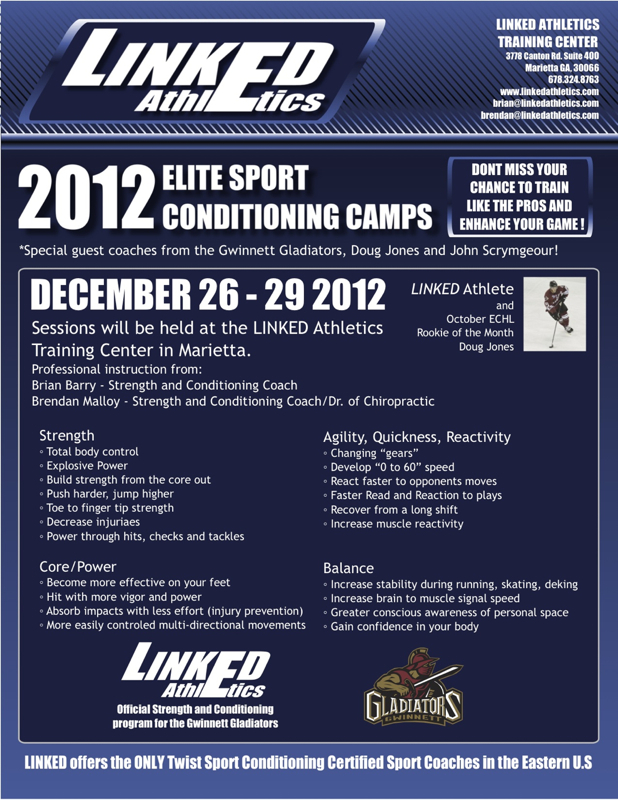 LINKED
AthlEtics
LINKED ATHLETICS
TRAINING CENTER
3778 Canton Rd. Suite 400
Marietta GA, 30066
678.324.8763
www.linkedathletics.com
brian@linkedathletics.com
brendan@linkedathletics.com
2012 ELITE SPORT
CONDITIONING CAMPS
DONT MISS YOUR
CHANCE TO TRAIN
LIKE THE PROS AND
ENHANCE YOUR GAME !
*Special guest coaches from the Gwinnett Gladiators, Doug Jones and John Scrymgeour!
DECEMBER 26 - 29 2012
Sessions will be held at the LINKED Athletics
Training Center in Marietta.
Professional instruction from:
Brian Barry - Strength and Conditioning Coach
Brendan Malloy - Strength and Conditioning Coach/Dr. of Chiropractic
LINKED Athlete
and
October ECHL
Rookie of the Month
Doug Jones
Strength
◦ Total body control
◦ Explosive Power
◦ Build strength from the core out
◦ Push harder, jump higher
◦ Toe to finger tip strength
◦ Decrease injuriaes
◦ Power through hits, checks and tackles
Agility, Quickness, Reactivity
◦ Changing “gears”
◦ Develop “0 to 60” speed
◦ React faster to opponents moves
◦ Faster Read and Reaction to plays
◦ Recover from a long shift
◦ Increase muscle reactivity
Core/Power
◦ Become more effective on your feet
◦ Hit with more vigor and power
◦ Absorb impacts with less effort (injury prevention)
◦ More easily controled multi-directional movements
Balance
◦ Increase stability during running, skating, deking
◦ Increase brain to muscle signal speed
◦ Greater conscious awareness of personal space
◦ Gain confidence in your body
LINKED
AthlEtics
Official Strength and Conditioning
program for the Gwinnett Gladiators
GLADIATORS
GWINNETT
LINKED offers the ONLY Twist Sport Conditioning Certified Sport Coaches in the Eastern U.S